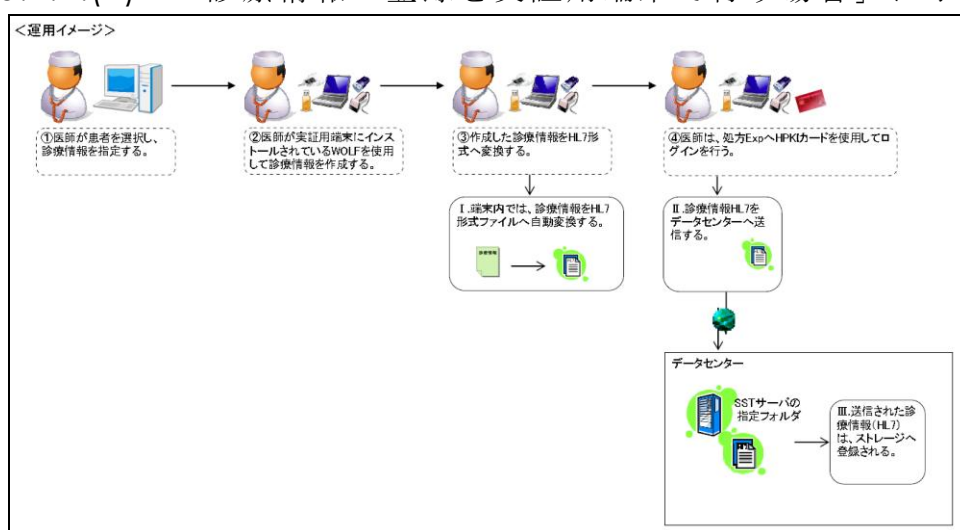 ＜運用イメージ＞
①医師が患者を選択し、
診療情報を指定する。
②医師が実証用端末にインス
トールされているWOLFを使用
して診療情報を作成する。
③作成した診療情報をHL7形
式へ変換する。
④医師は、処方ExpへHPKIカードを使用してロ
グインを行う。
Ⅰ.端末内では、診療情報をHL7
形式ファイルへ自動変換する。
診療情報
Ⅱ.診療情報HL7を
データセンターへ送
信する。
データセンター
SSTサーバの
指定フォルダ
Ⅲ.送信された診
療情報(HL7)
は、ストレージへ
登録される。